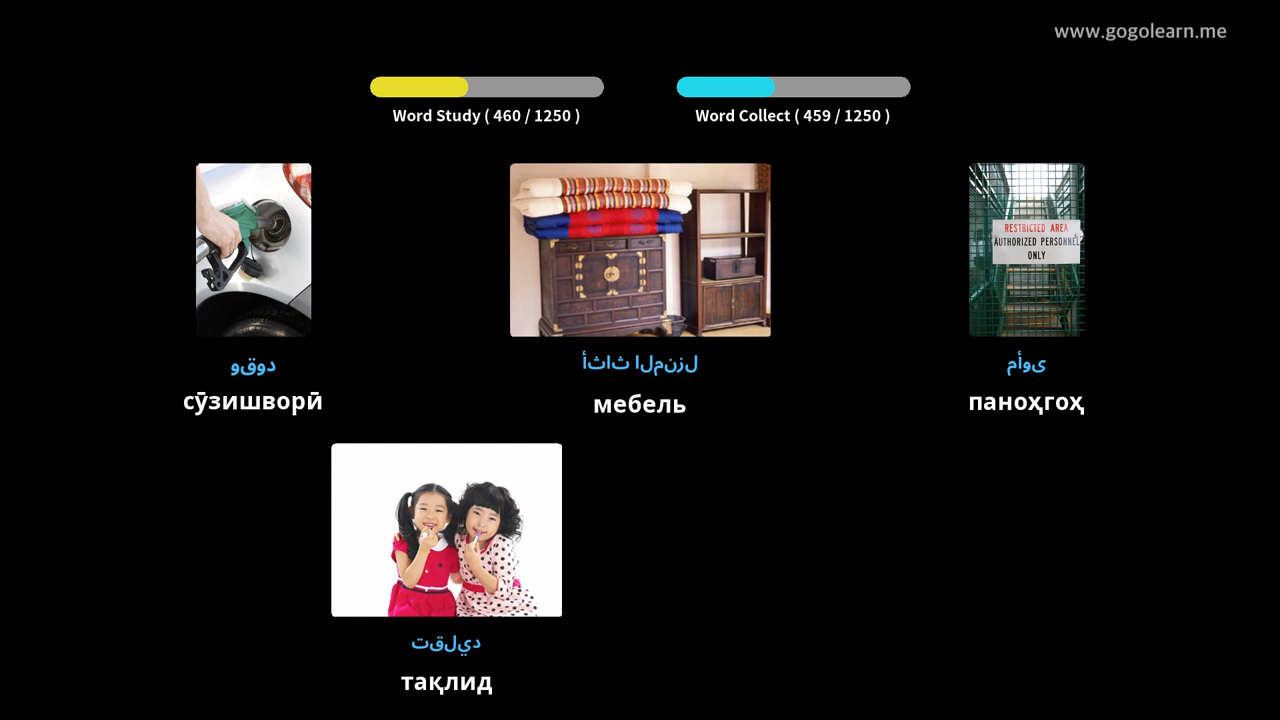 www.gogolearn.me
Word Study ( 460 / 1250 )
Word Collect ( 459 / 1250 )
RESTRICTED AREA
AUTHORIZED PERSONNEL
ONLY
وقود
أثاث المنزل
مأوى
сӯзишворӣ
мебель
паноҳгоҳ
تقليد
тақлид